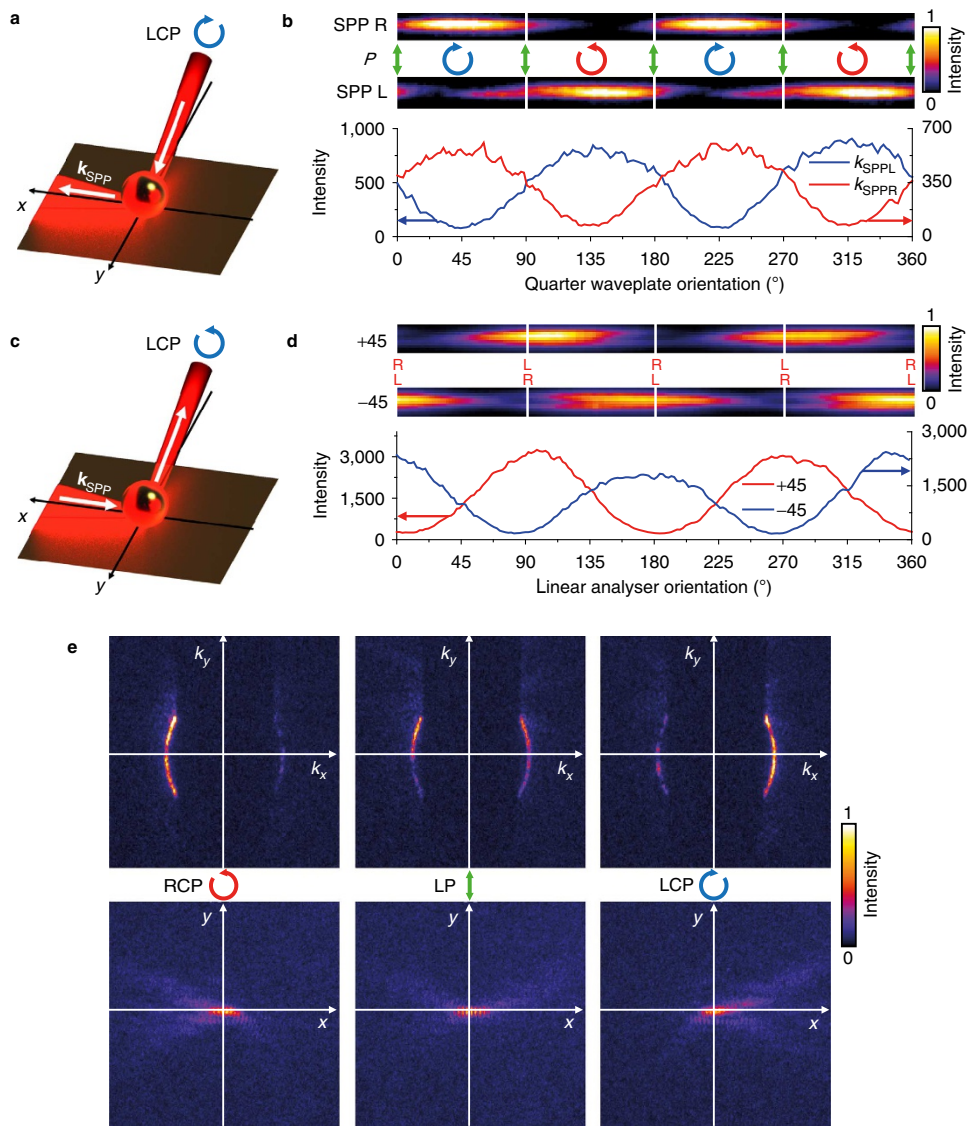 a
LCP
k_SPP
x
y
b
SPP R
P
SPP L
1
0
Intensity
1,000
500
0
Intensity
700
350
0
k_SPPL
k_SPPR
0 45 90 135 180 225 270 315 360
Quarter waveplate orientation (°)
c
LCP
k_SPP
x
y
d
+45
R L R L R
L R L R L
−45
1
0
Intensity
3,000
1,500
0
Intensity
3,000
1,500
0
+45
−45
0 45 90 135 180 225 270 315 360
Linear analyser orientation (°)
e
k_y
k_x
k_y
k_x
k_y
k_x
RCP
LP
LCP
y
x
y
x
y
x
1
0
Intensity